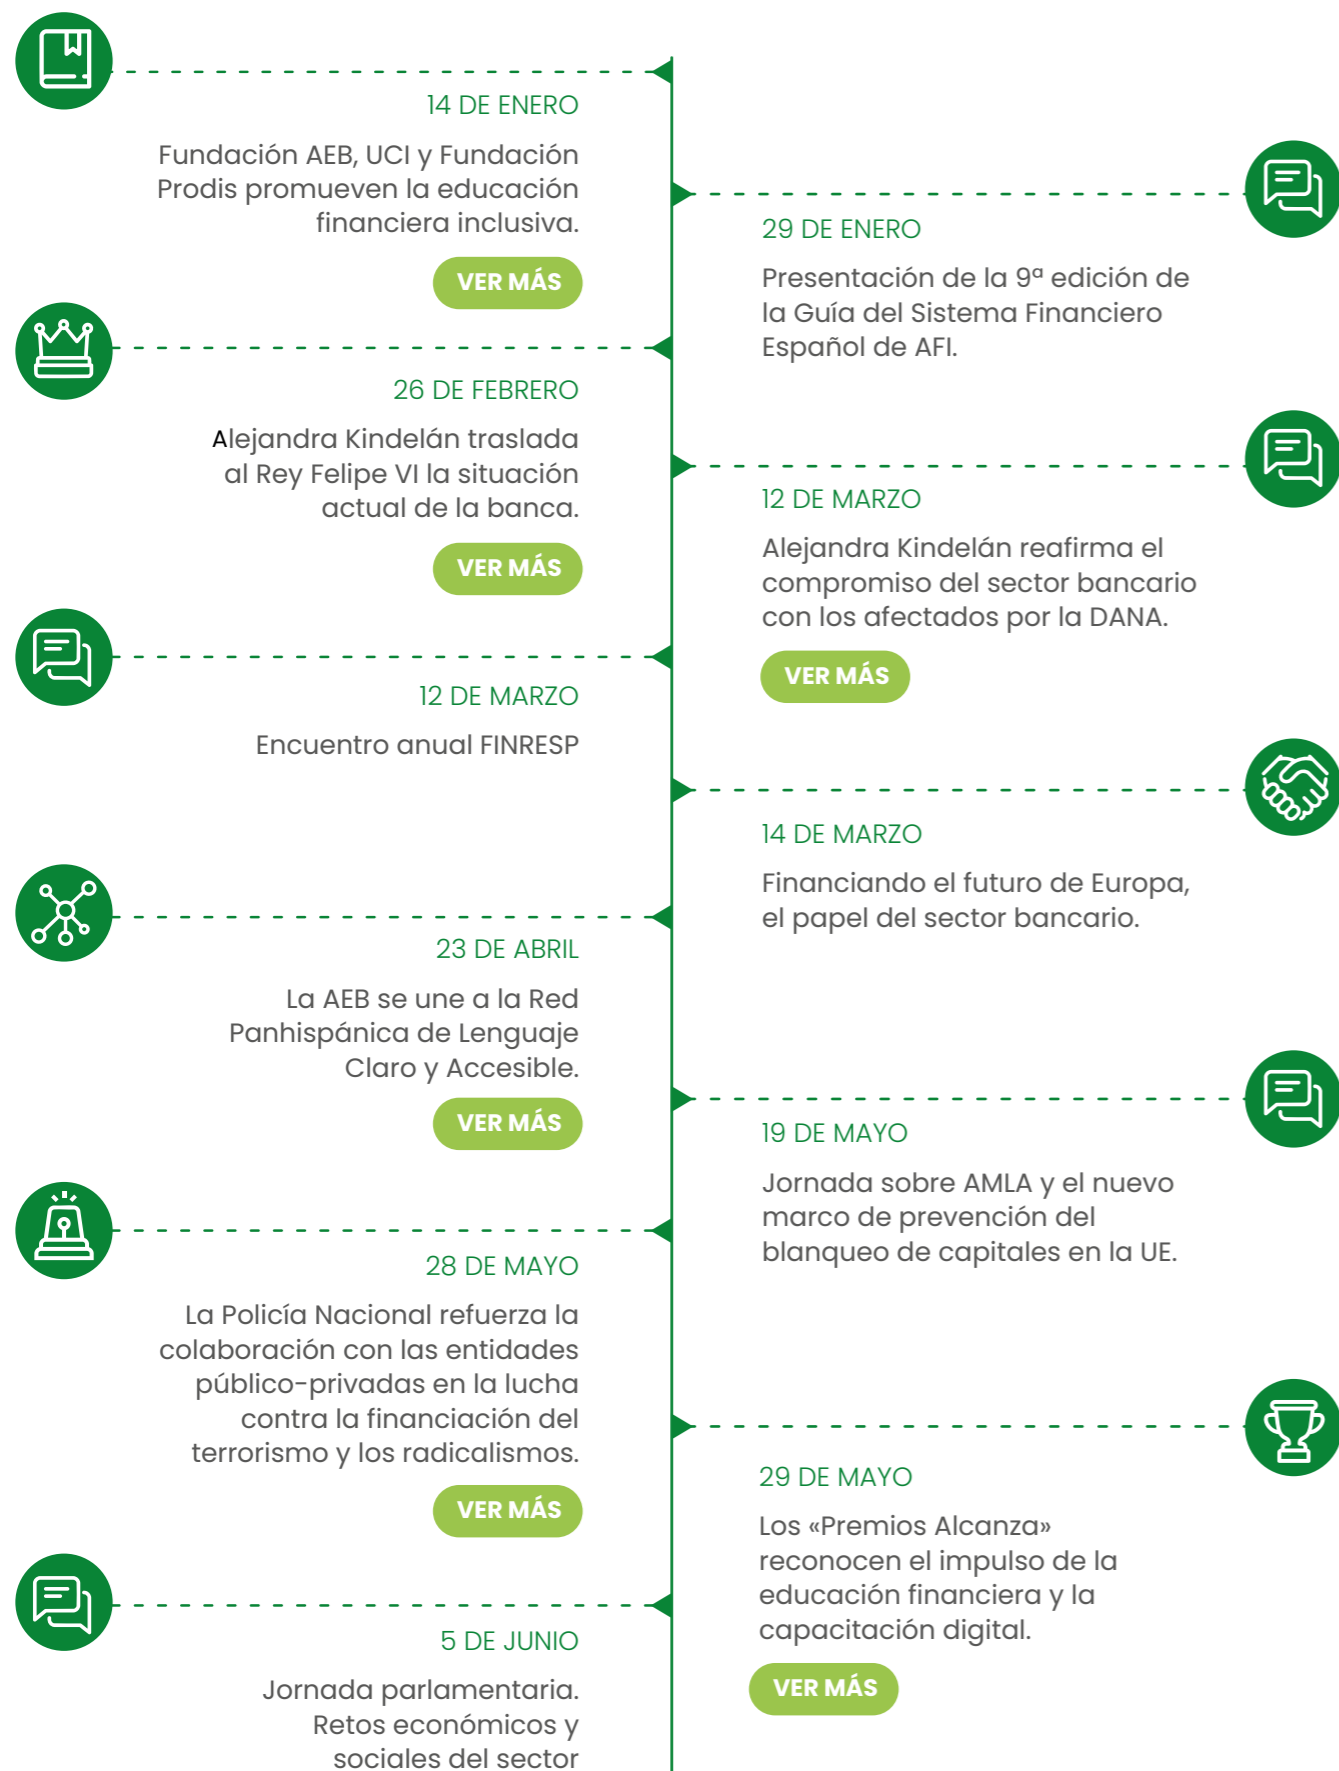 14 DE ENERO
Fundación AEB, UCI y Fundación
Prodis promueven la educación
financiera inclusiva.
VER MÁS
29 DE ENERO
Presentación de la 9ª edición de
la Guía del Sistema Financiero
Español de AFI.
26 DE FEBRERO
Alejandra Kindelán traslada
al Rey Felipe VI la situación
actual de la banca.
VER MÁS
12 DE MARZO
Alejandra Kindelán reafirma el
compromiso del sector bancario
con los afectados por la DANA.
VER MÁS
12 DE MARZO
Encuentro anual FINRESP
14 DE MARZO
Financiando el futuro de Europa,
el papel del sector bancario.
23 DE ABRIL
La AEB se une a la Red
Panhispánica de Lenguaje
Claro y Accesible.
VER MÁS
19 DE MAYO
Jornada sobre AMLA y el nuevo
marco de prevención del
blanqueo de capitales en la UE.
28 DE MAYO
La Policía Nacional refuerza la
colaboración con las entidades
público-privadas en la lucha
contra la financiación del
terrorismo y los radicalismos.
VER MÁS
29 DE MAYO
Los «Premios Alcanza»
reconocen el impulso de la
educación financiera y la
capacitación digital.
VER MÁS
5 DE JUNIO
Jornada parlamentaria.
Retos económicos y
sociales del sector